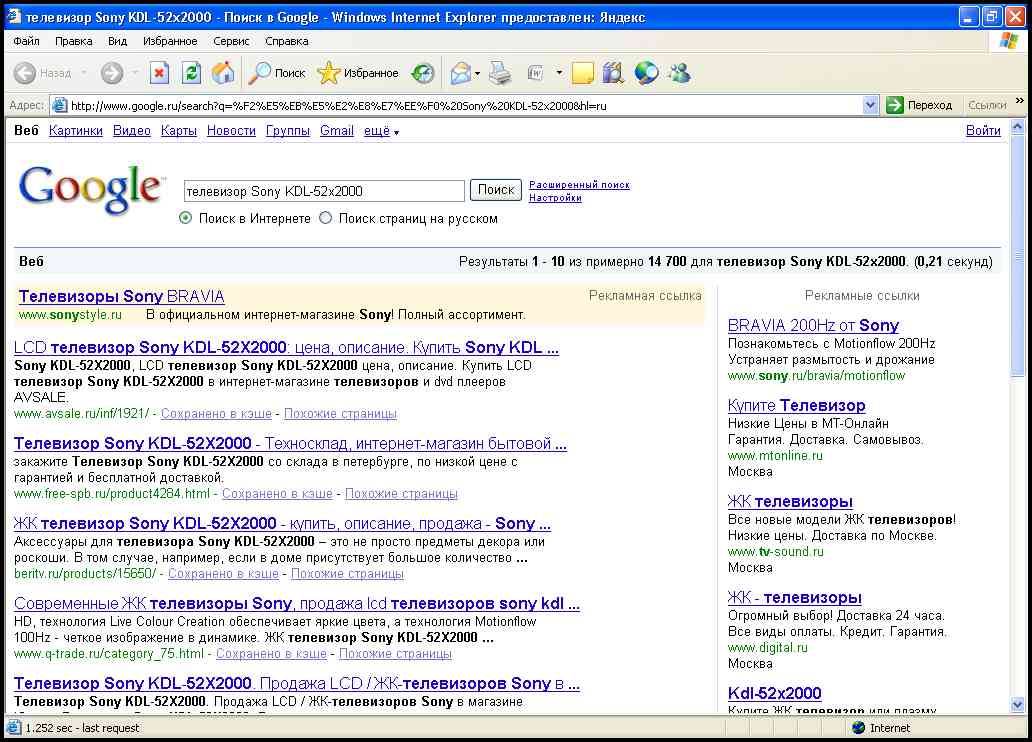 телевизор Sony KDL-52x2000 - Поиск в Google - Windows Internet Explorer предоставлен: Яндекс
Файл Правка Вид Избранное Сервис Справка
Назад Поиск Избранное
Адрес: http://www.google.ru/search?q=%F2%E5%EB%E5%E2%E8%E7%EE%F0%20Sony%20KDL-52x2000&hl=ru Переход Ссылки »
Веб Картинки Видео Карты Новости Группы Gmail ещё ▾ Войти
Google™
телевизор Sony KDL-52x2000 Поиск Расширенный поиск
Настройки
Поиск в Интернете Поиск страниц на русском
Веб Результаты 1 - 10 из примерно 14 700 для телевизор Sony KDL-52x2000. (0,21 секунд)
Телевизоры Sony BRAVIA Рекламная ссылка
www.sonystyle.ru В официальном интернет-магазине Sony! Полный ассортимент.
LCD телевизор Sony KDL-52X2000: цена, описание. Купить Sony KDL ...
Sony KDL-52X2000, LCD телевизор Sony KDL-52X2000 цена, описание. Купить LCD
телевизор Sony KDL-52X2000 в интернет-магазине телевизоров и dvd плееров
AVSALE.
www.avsale.ru/inf/1921/ - Сохранено в кэше - Похожие страницы
Телевизор Sony KDL-52X2000 - Техносклад, интернет-магазин бытовой ...
закажите Телевизор Sony KDL-52X2000 со склада в петербурге, по низкой цене с
гарантией и бесплатной доставкой.
www.free-spb.ru/product4284.html - Сохранено в кэше - Похожие страницы
ЖК телевизор Sony KDL-52X2000 - купить, описание, продажа - Sony ...
Аксессуары для телевизора Sony KDL-52X2000 – это не просто предметы декора или
роскоши. В том случае, например, если в доме присутствует большое количество ...
beritv.ru/products/15650/ - Сохранено в кэше - Похожие страницы
Современные ЖК телевизоры Sony, продажа lcd телевизоров sony kdl ...
HD, технология Live Colour Creation обеспечивает яркие цвета, а технология Motionflow
100Hz - четкое изображение в динамике. ЖК телевизор Sony KDL-52X2000 ...
www.q-trade.ru/category_75.html - Сохранено в кэше - Похожие страницы
Телевизор Sony KDL-52X2000. Продажа LCD / ЖК-телевизоров Sony в ...
Телевизор Sony KDL-52X2000. Продажа LCD / ЖК-телевизоров Sony в магазине
Рекламные ссылки
BRAVIA 200Hz от Sony
Познакомьтесь с Motionflow 200Hz
Устраняет размытость и дрожание
www.sony.ru/bravia/motionflow
Купите Телевизор
Низкие Цены в МТ-Онлайн
Гарантия. Доставка. Самовывоз.
www.mtonline.ru
Москва
ЖК телевизоры
Все новые модели ЖК телевизоров!
Низкие цены. Доставка по Москве.
www.tv-sound.ru
Москва
ЖК - телевизоры
Огромный выбор! Доставка 24 часа.
Все виды оплаты. Кредит. Гарантия.
www.digital.ru
Москва
Kdl-52x2000
Купите ЖК телевизор или плазму
1.252 sec - last request Internet